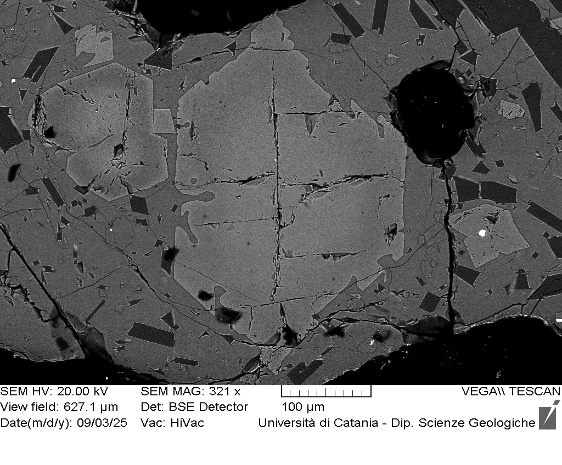 SEM HV: 20.00 kV SEM MAG: 321 x VEGA\\ TESCAN
View field: 627.1 µm Det: BSE Detector 100 µm
Date(m/d/y): 09/03/25 Vac: HiVac Università di Catania - Dip. Scienze Geologiche